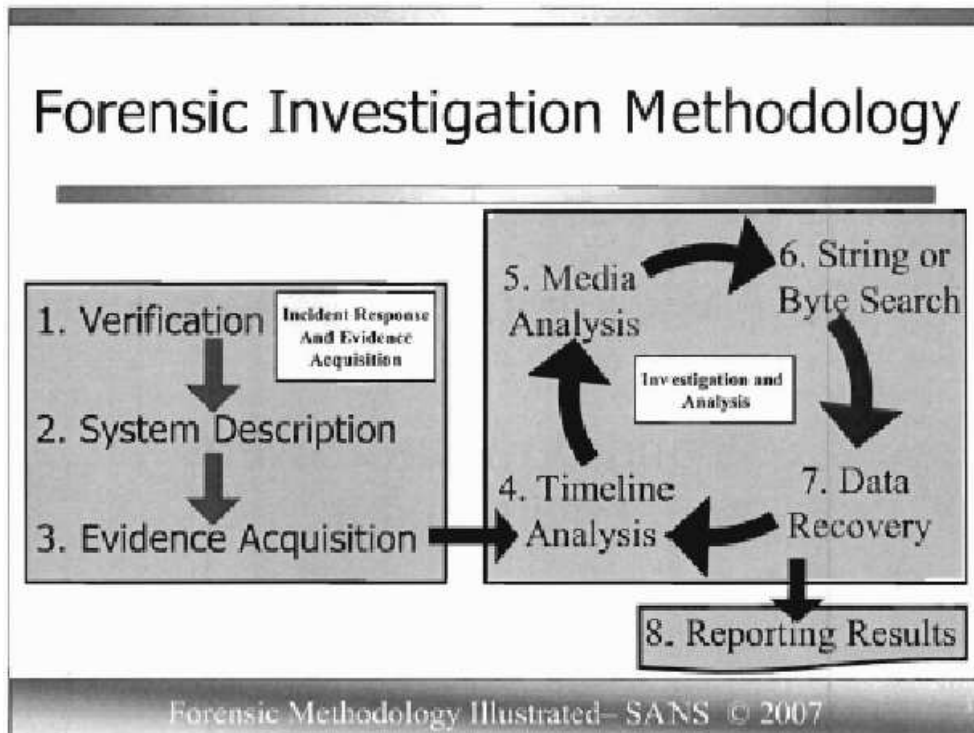 Forensic Investigation Methodology
1. Verification
Incident Response
And Evidence
Acquisition
2. System Description
3. Evidence Acquisition
4. Timeline
Analysis
5. Media
Analysis
6. String or
Byte Search
Investigation and
Analysis
7. Data
Recovery
8. Reporting Results
Forensic Methodology Illustrated– SANS © 2007